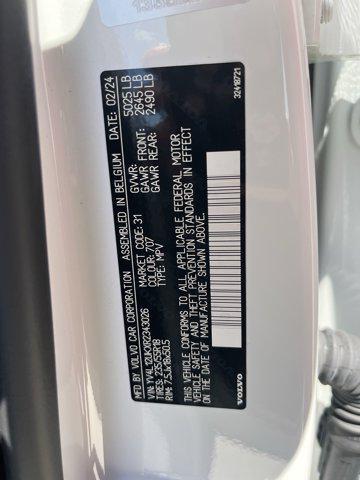 MFD. BY VOLVO CAR CORPORATION ASSEMBLED IN BELGIUM DATE: 02/24
VIN: YV4L12UK0R2343026
TIRES: 235/55R18
RIM: 7.5Jx18x50.5
MARKET CODE: 31
COLOUR: 707
TYPE: MPV
GVWR: 5025 LB
GAWR FRONT: 2645 LB
GAWR REAR: 2490 LB
THIS VEHICLE CONFORMS TO ALL APPLICABLE FEDERAL MOTOR
VEHICLE SAFETY AND THEFT PREVENTION STANDARDS IN EFFECT
ON THE DATE OF MANUFACTURE SHOWN ABOVE.
VOLVO
32418721